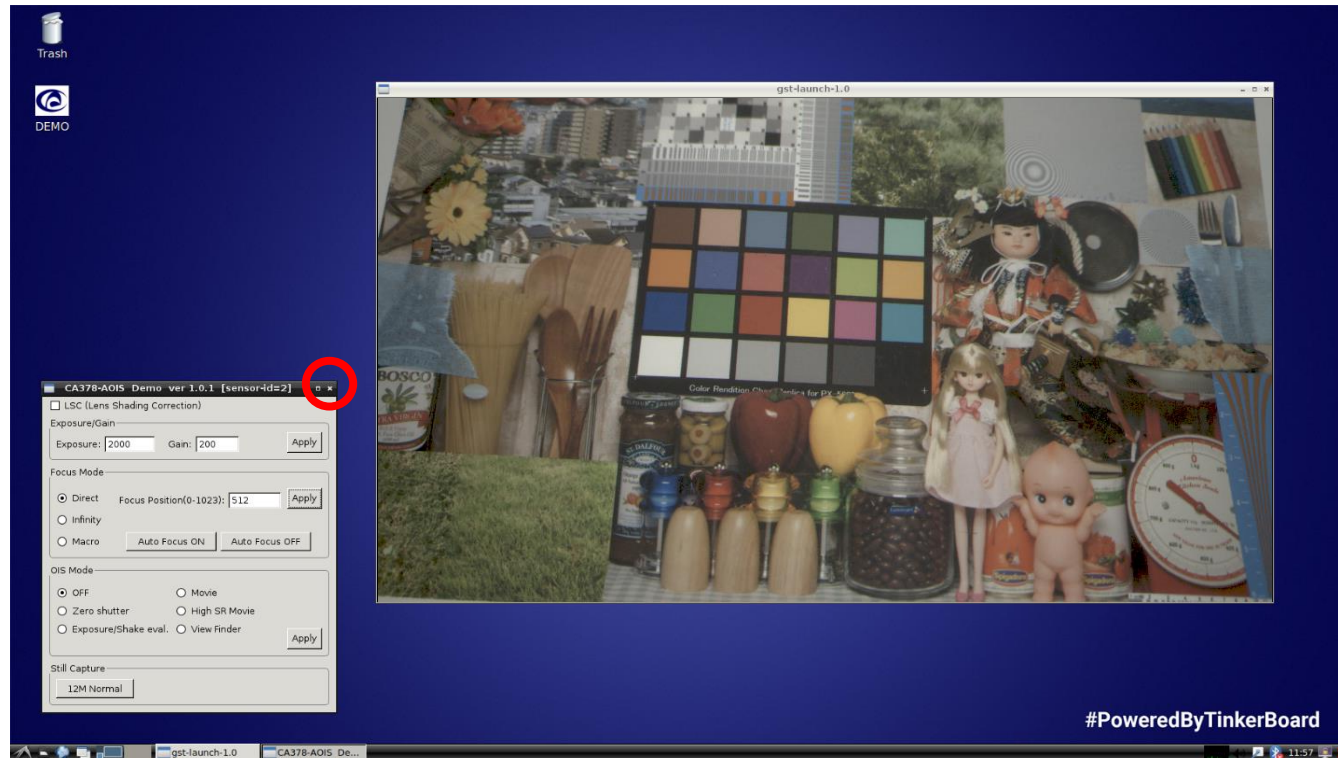 Trash
DEMO
gst-launch-1.0
CA378-AOIS Demo ver 1.0.1 [sensor-id=2]
LSC (Lens Shading Correction)
Exposure/Gain
Exposure: 2000 Gain: 200 Apply
Focus Mode
Direct Focus Position(0-1023): 512 Apply
Infinity
Macro Auto Focus ON Auto Focus OFF
OIS Mode
OFF Movie
Zero shutter High SR Movie
Exposure/Shake eval. View Finder
Apply
Still Capture
12M Normal
BOSCO
ST. DALFOUR
#PoweredByTinkerBoard
gst-launch-1.0 CA378-AOIS De... 11:57